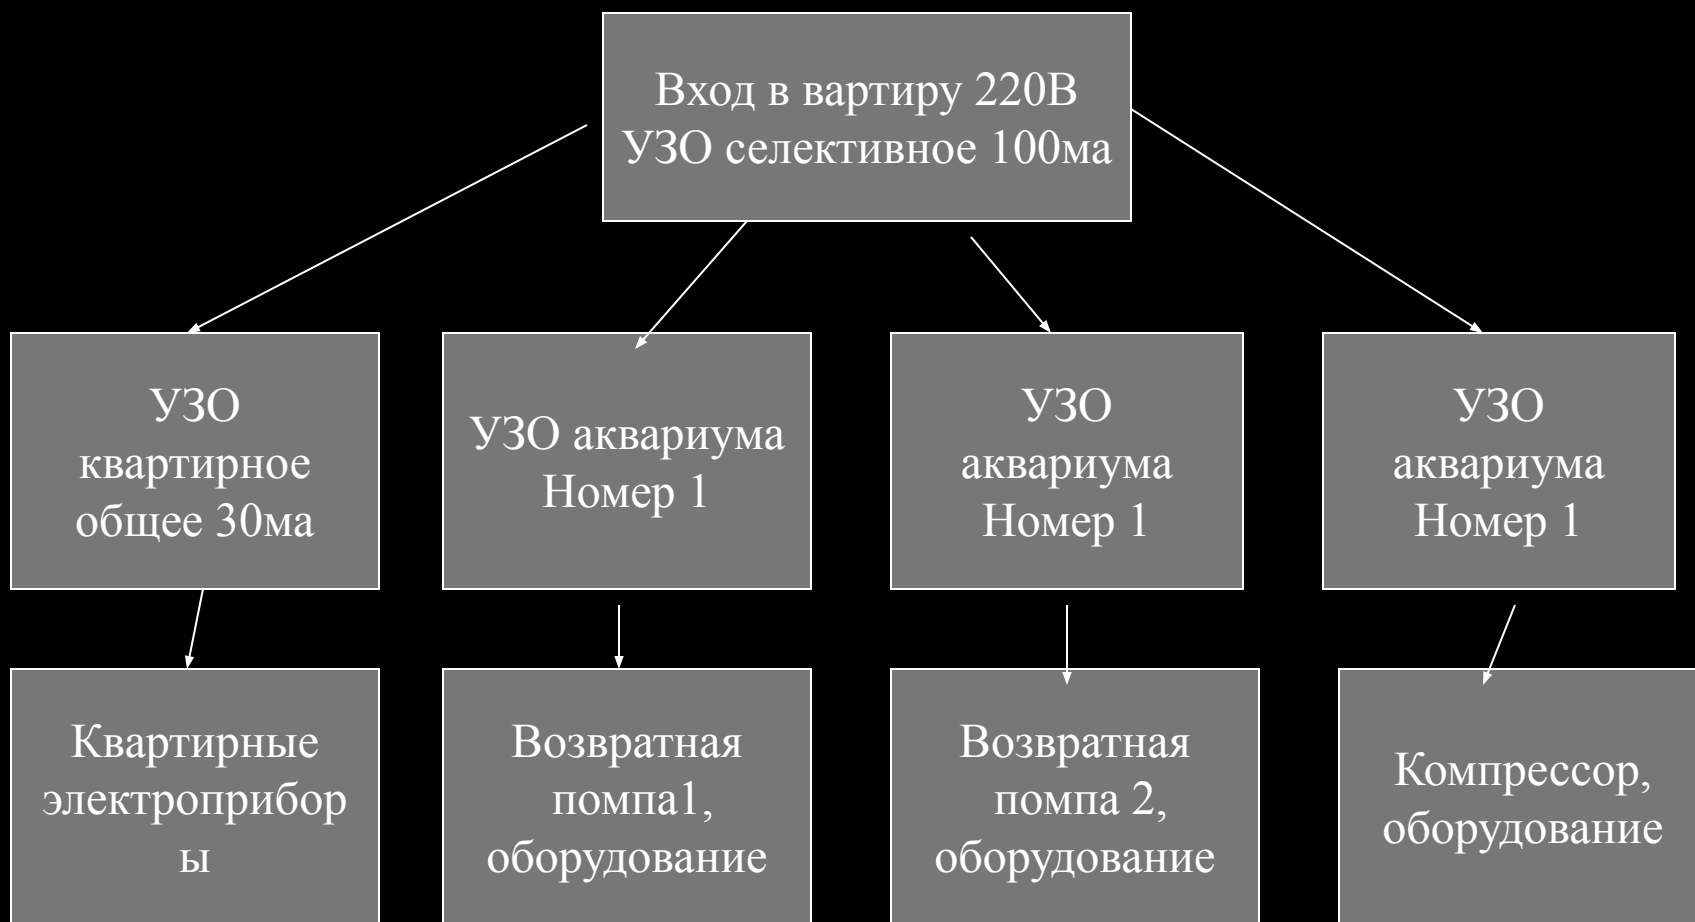 Вход в вартиру 220В
УЗО селективное 100ма
УЗО
квартирное
общее 30ма
УЗО аквариума
Номер 1
УЗО
аквариума
Номер 1
УЗО
аквариума
Номер 1
Квартирные
электроприбор
ы
Возвратная
помпа1,
оборудование
Возвратная
помпа 2,
оборудование
Компрессор,
оборудование